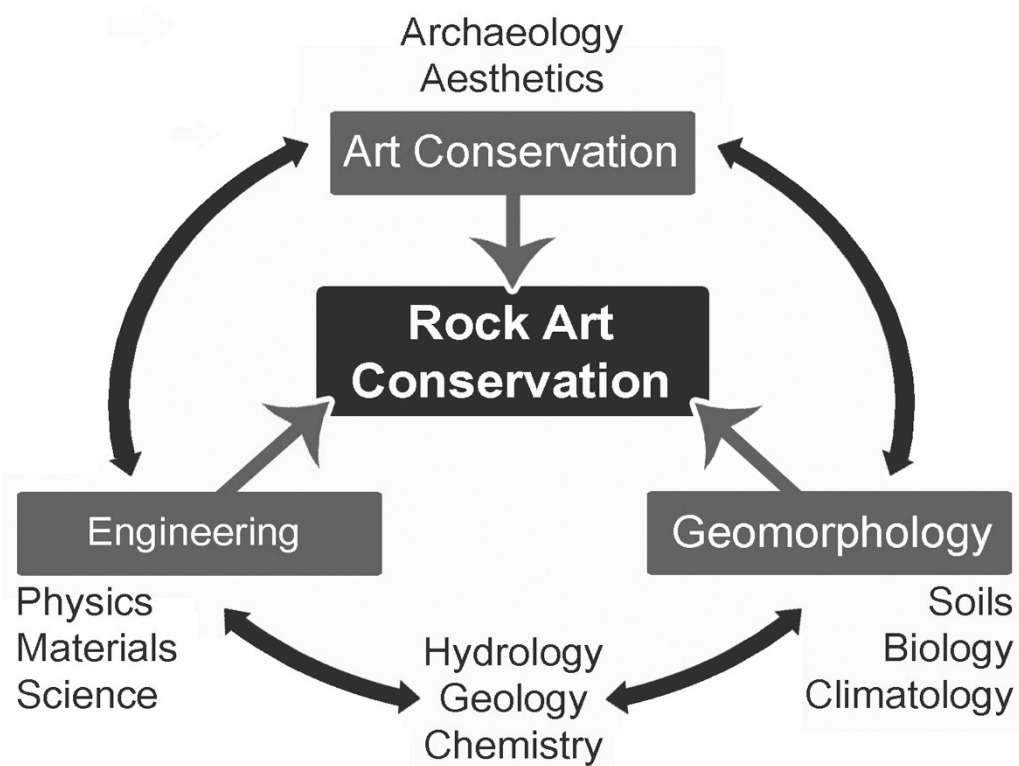 Archaeology
Aesthetics
Art Conservation
Rock Art
Conservation
Engineering
Physics
Materials
Science
Geomorphology
Soils
Biology
Climatology
Hydrology
Geology
Chemistry